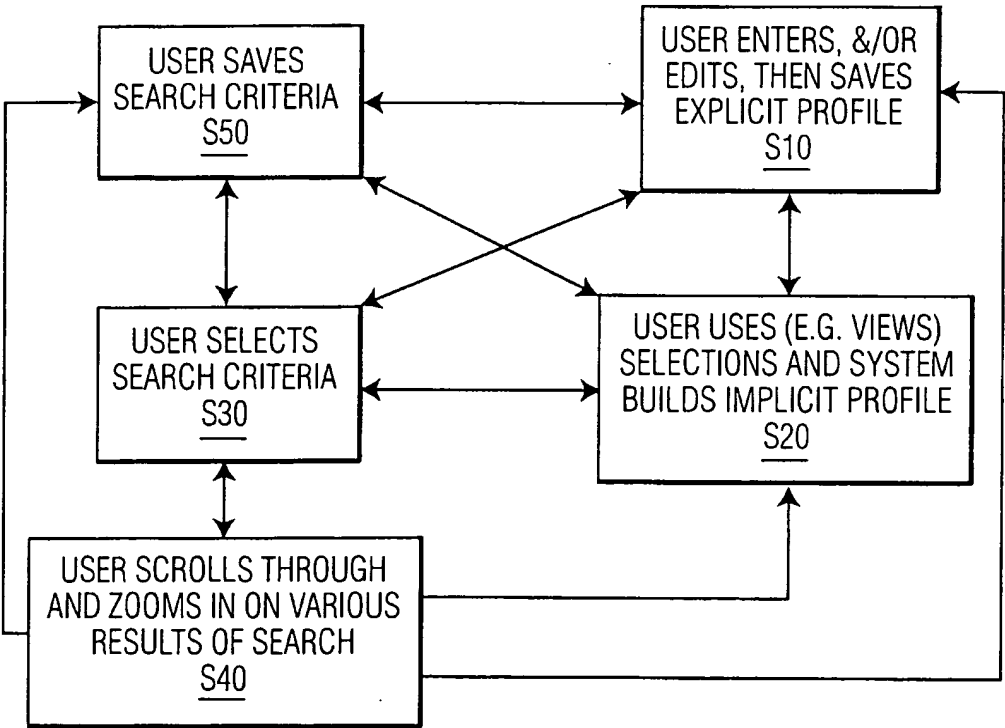 USER SAVES
SEARCH CRITERIA
S50
USER ENTERS, &/OR
EDITS, THEN SAVES
EXPLICIT PROFILE
S10
USER SELECTS
SEARCH CRITERIA
S30
USER USES (E.G. VIEWS)
SELECTIONS AND SYSTEM
BUILDS IMPLICIT PROFILE
S20
USER SCROLLS THROUGH
AND ZOOMS IN ON VARIOUS
RESULTS OF SEARCH
S40